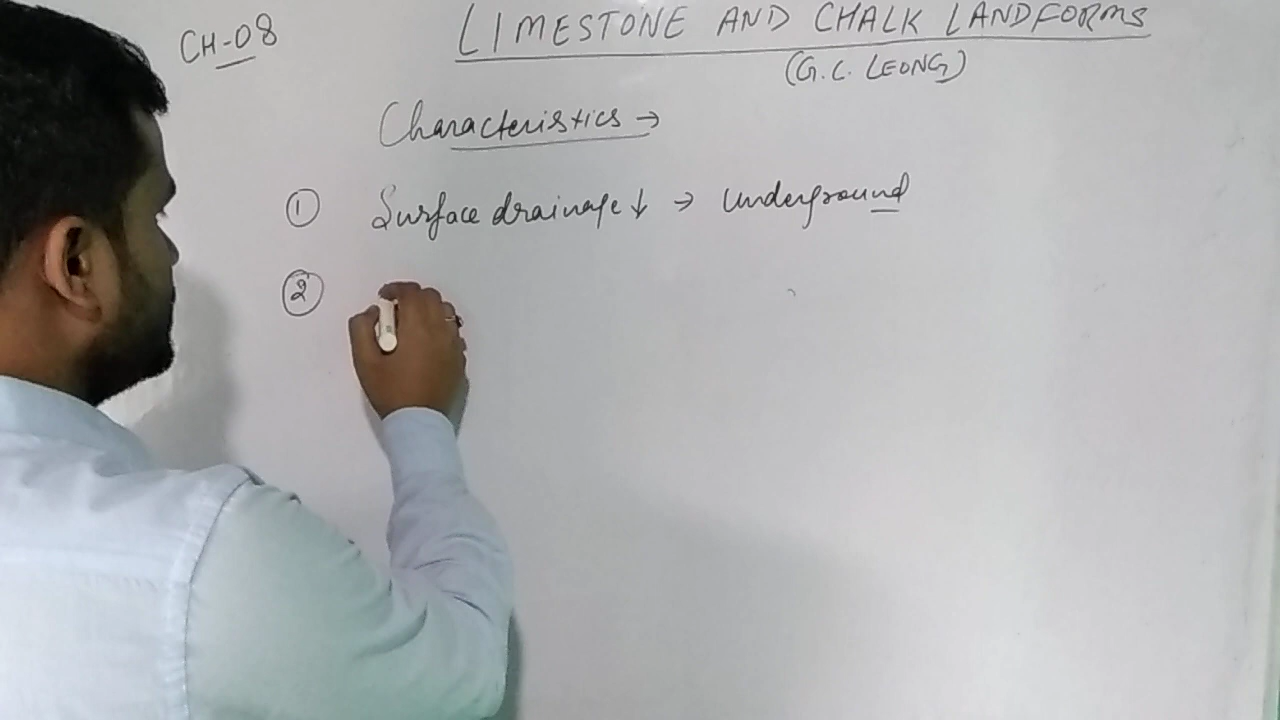 CH-08
LIMESTONE AND CHALK LANDFORMS
(G.C. LEONG)
Characteristics →
① Surface drainage ↓ → Underground
②